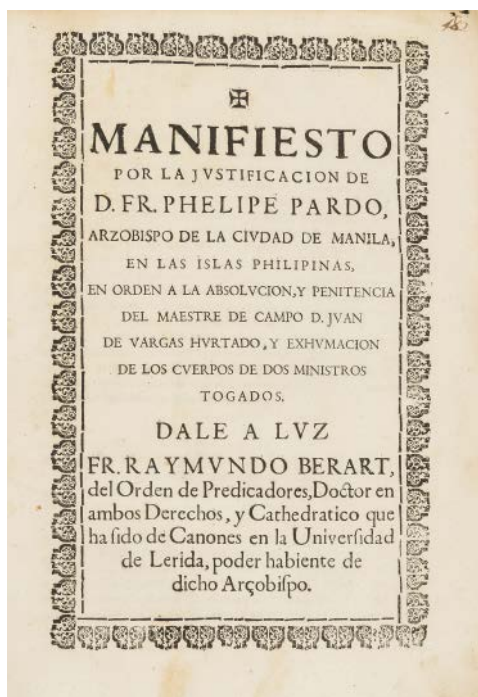 MANIFIESTO
POR LA JVSTIFICACION DE
D. FR. PHELIPE PARDO,
ARZOBISPO DE LA CIVDAD DE MANILA,
EN LAS ISLAS PHILIPINAS,
EN ORDEN A LA ABSOLVCION, Y PENITENCIA
DEL MAESTRE DE CAMPO D. JVAN
DE VARGAS HVRTADO, Y EXHVMACION
DE LOS CVERPOS DE DOS MINISTROS
TOGADOS.
DALE A LVZ
FR. RAYMVNDO BERART,
del Orden de Predicadores, Doctor en
ambos Derechos, y Cathedratico que
ha ſido de Canones en la Univerſidad
de Lerida, poder habiente de
dicho Arçobiſpo.